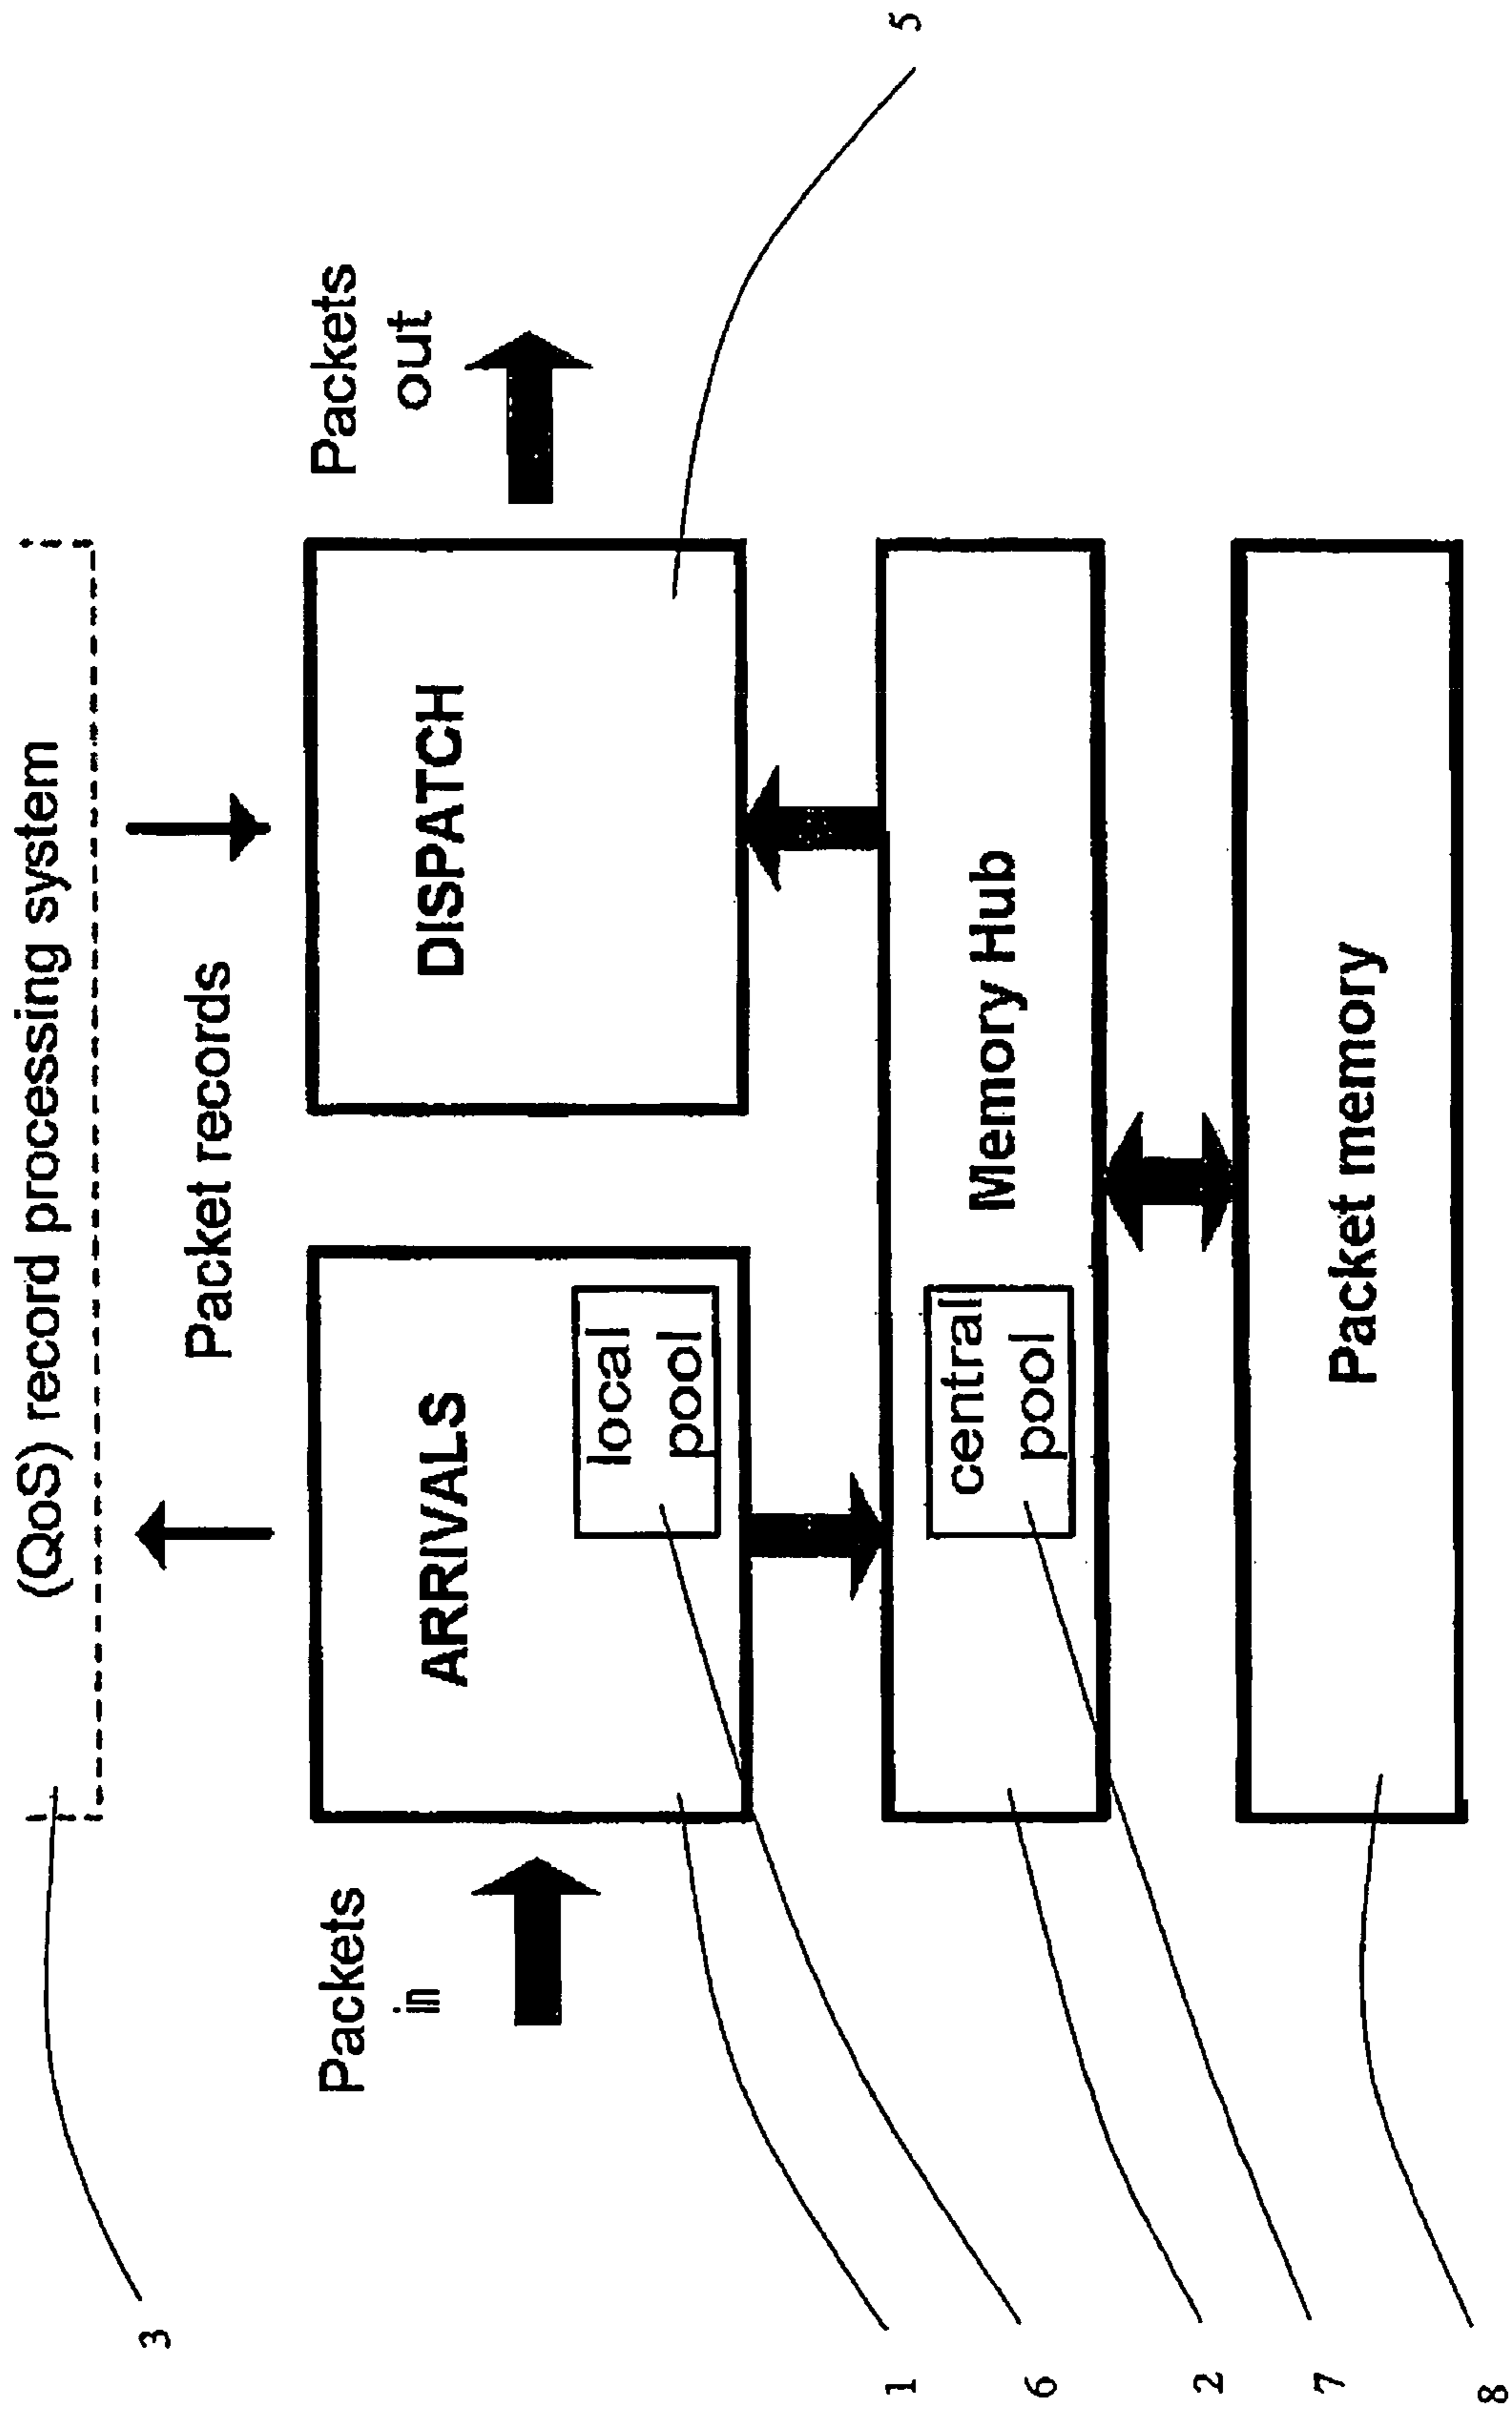 (QoS) record processing system
3
Packet records
Packets
in
ARRIVALS
local
pool
DISPATCH
Packets
out
5
Memory Hub
central
pool
Packet memory
1
6
2
7
8